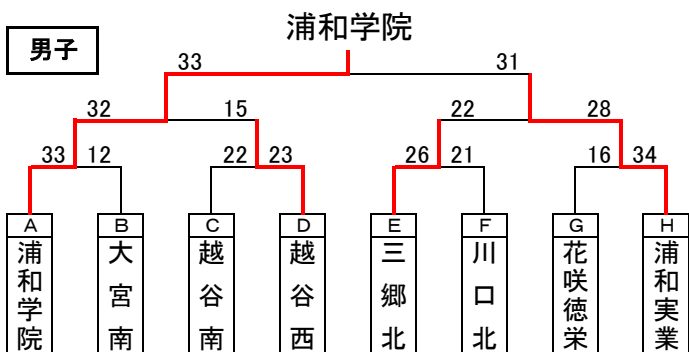 浦和学院
男子
33 31
32 15 22 28
33 12 22 23 26 21 16 34
A B C D E F G H
浦和学院
大宮南
越谷南
越谷西
三郷北
川口北
花咲徳栄
浦和実業